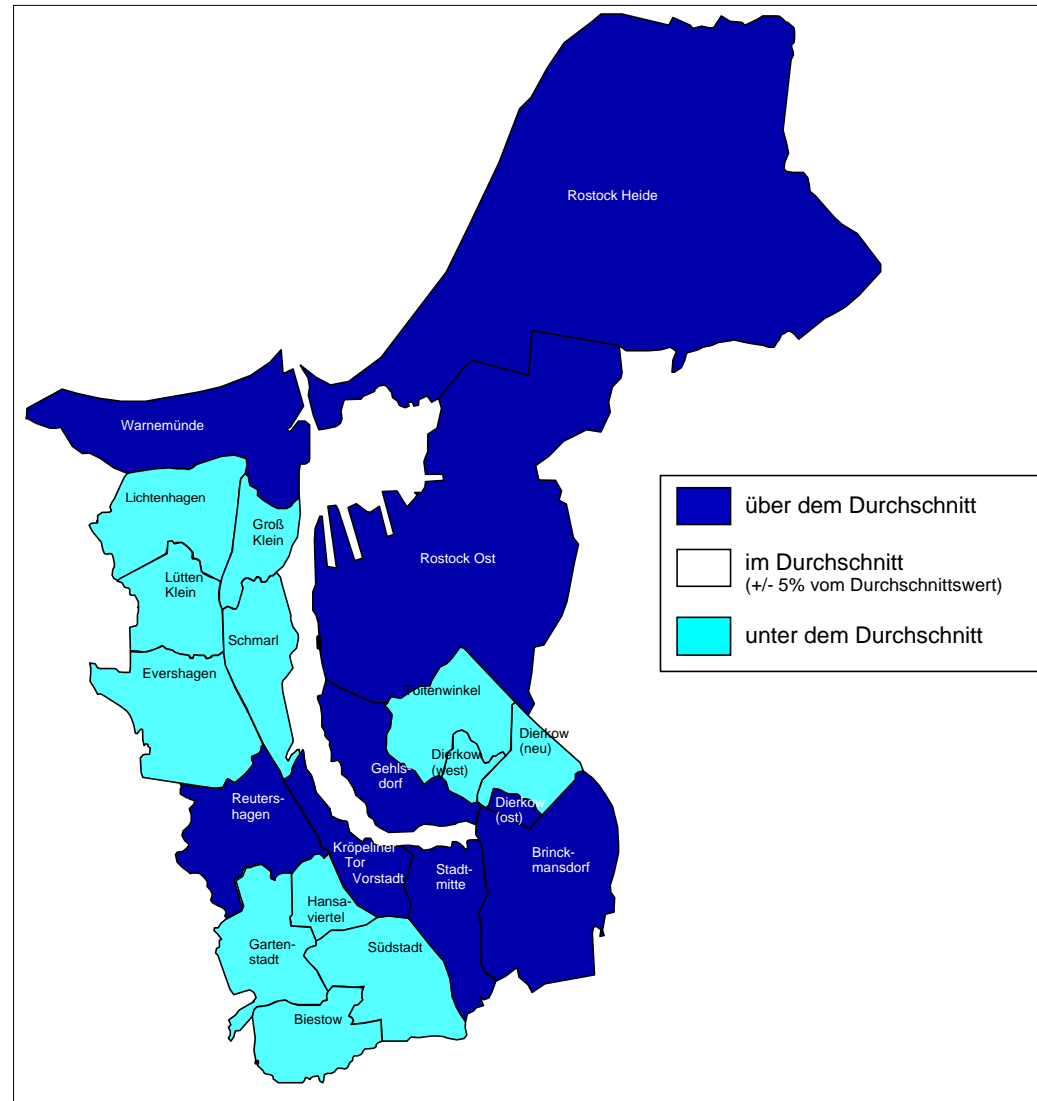 Rostock Heide
Warnemünde
Lichtenhagen
Groß
Klein
Rostock Ost
Lütten
Klein
Schmarl
Evershagen
Toitenwinkel
Dierkow
(neu)
Dierkow
(west)
Gehls-
dorf
Dierkow
(ost)
Reuters-
hagen
Kröpeliner
Tor
Vorstadt
Stadt-
mitte
Brinck-
mansdorf
Hansa-
viertel
Garten-
stadt
Südstadt
Biestow
über dem Durchschnitt
im Durchschnitt
(+/- 5% vom Durchschnittswert)
unter dem Durchschnitt